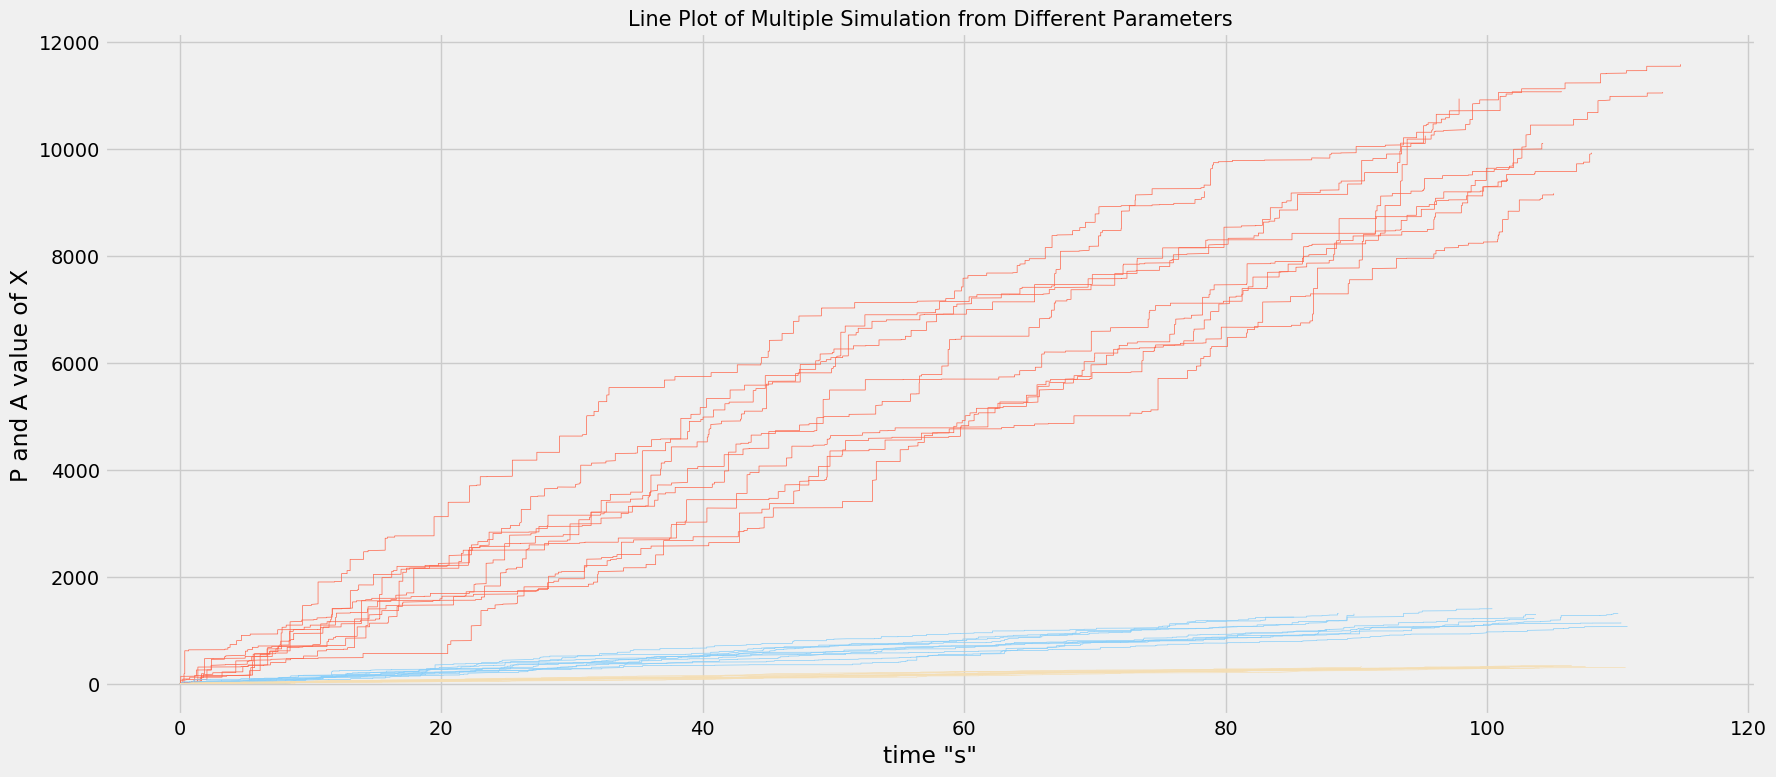 Line Plot of Multiple Simulation from Different Parameters
12000
10000
8000
6000
4000
2000
0
P and A value of X
0 20 40 60 80 100 120
time "s"